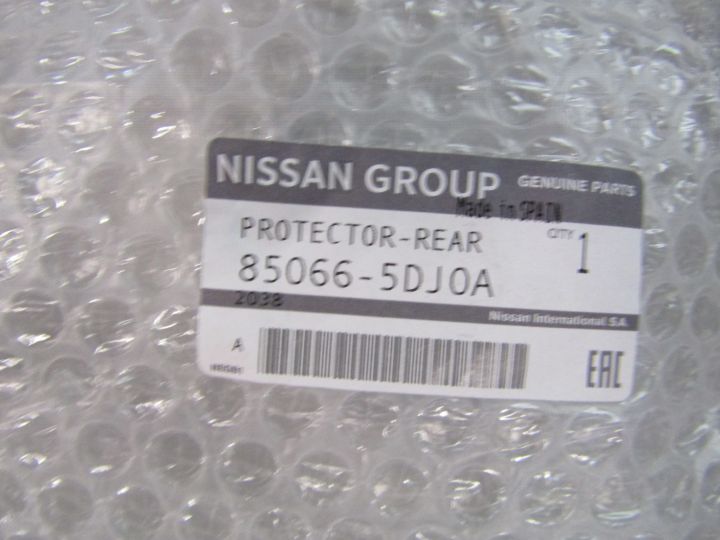 NISSAN GROUP GENUINE PARTS
Made in SPAIN
PROTECTOR-REAR QTY 1
85066-5DJ0A
2038
Nissan International SA
A
EAC